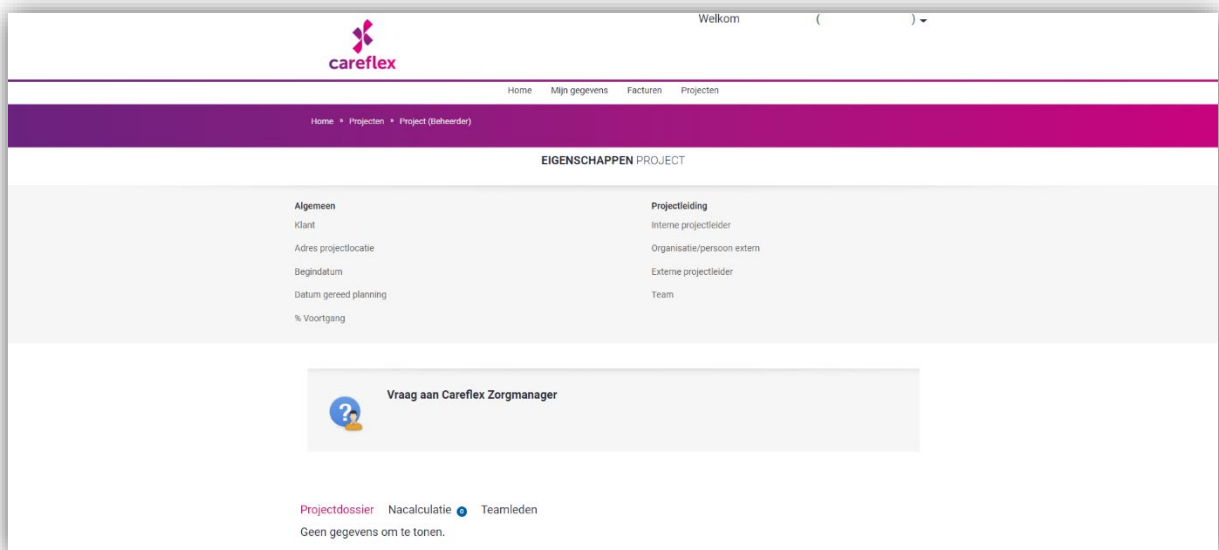 Welkom ( )
careflex
Home Mijn gegevens Facturen Projecten
Home Projecten Project (Beheerder)
EIGENSCHAPPEN PROJECT
Algemeen Projectleiding
Klant Interne projectleider
Adres projectlocatie Organisatie/persoon extern
Begindatum Externe projectleider
Datum gereed planning Team
% Voortgang
Vraag aan Careflex Zorgmanager
?
Projectdossier Nacalculatie 0 Teamleden
Geen gegevens om te tonen.